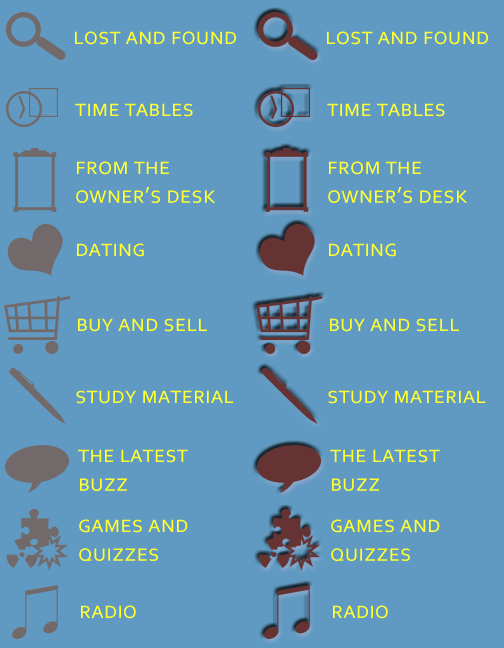 LOST AND FOUND LOST AND FOUND
TIME TABLES TIME TABLES
FROM THE FROM THE
OWNER'S DESK OWNER'S DESK
DATING DATING
BUY AND SELL BUY AND SELL
STUDY MATERIAL STUDY MATERIAL
THE LATEST THE LATEST
BUZZ BUZZ
GAMES AND GAMES AND
QUIZZES QUIZZES
RADIO RADIO